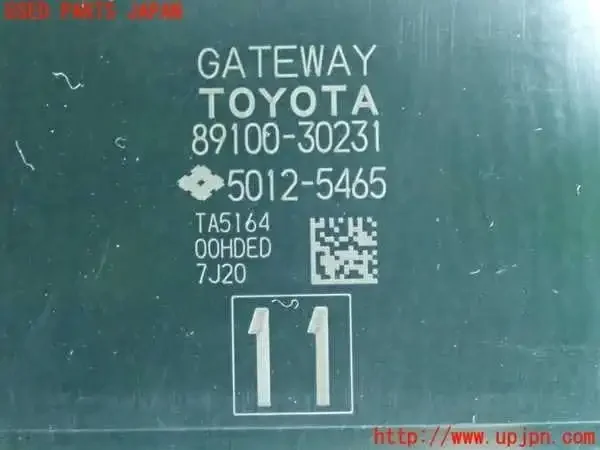 USED PARTS JAPAN
GATEWAY
TOYOTA
89100-30231
5012-5465
TA5164
00HDED
7J20
11
http://www.upjpn.com/